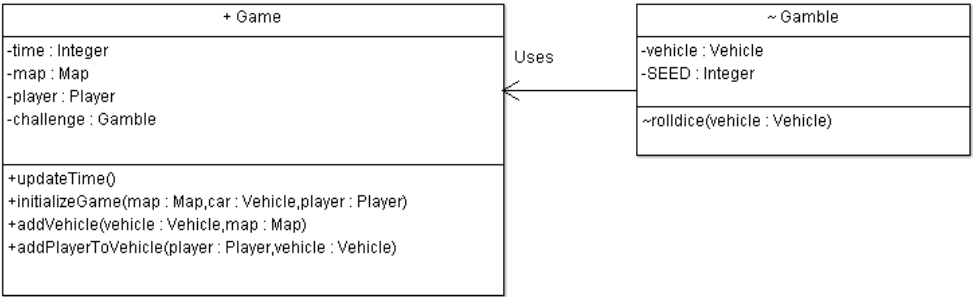 + Game
-time : Integer
-map : Map
-player : Player
-challenge : Gamble
+updateTime()
+initializeGame(map : Map,car : Vehicle,player : Player)
+addVehicle(vehicle : Vehicle,map : Map)
+addPlayerToVehicle(player : Player,vehicle : Vehicle)
Uses
~ Gamble
-vehicle : Vehicle
-SEED : Integer
~rolldice(vehicle : Vehicle)